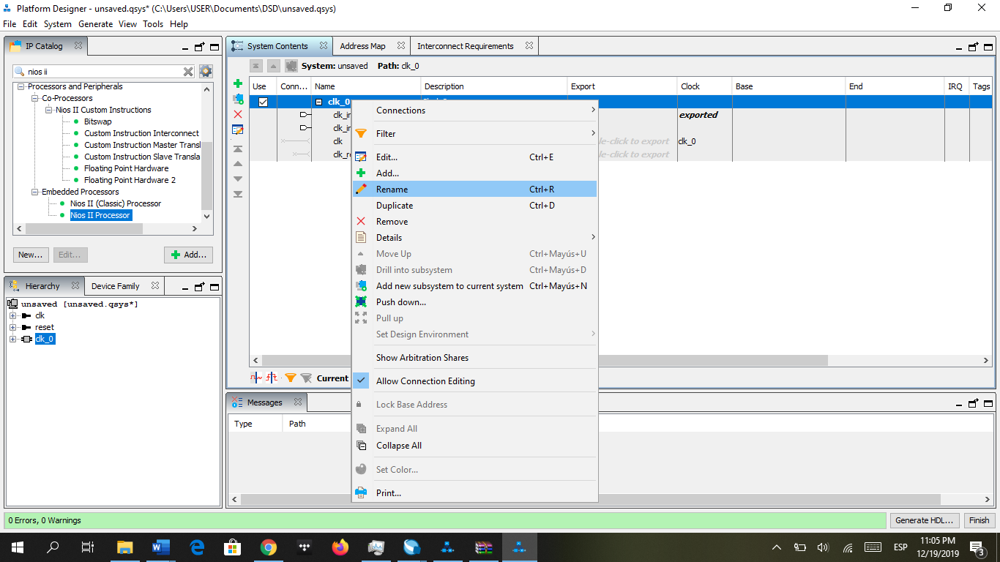 Platform Designer - unsaved.qsys* (C:\Users\USER\Documents\DSD\unsaved.qsys)
File Edit System Generate View Tools Help
IP Catalog
nios ii
Processors and Peripherals
Co-Processors
Nios II Custom Instructions
Bitswap
Custom Instruction Interconnect
Custom Instruction Master Transl
Custom Instruction Slave Transla
Floating Point Hardware
Floating Point Hardware 2
Embedded Processors
Nios II (Classic) Processor
Nios II Processor
New... Edit... Add...
Hierarchy Device Family
unsaved [unsaved.qsys*]
clk
reset
clk_0
System Contents Address Map Interconnect Requirements
System: unsaved Path: clk_0
Use Conn... Name Description Export Clock Base End IRQ Tags
clk_0
clk_in exported
clk_in
clk le-click to export clk_0
clk_re le-click to export
Connections
Filter
Edit... Ctrl+E
Add...
Rename Ctrl+R
Duplicate Ctrl+D
Remove
Details
Move Up Ctrl+Mayús+U
Drill into subsystem Ctrl+Mayús+D
Add new subsystem to current system Ctrl+Mayús+N
Push down...
Pull up
Set Design Environment
Show Arbitration Shares
Allow Connection Editing
Lock Base Address
Expand All
Collapse All
Set Color...
Print...
Current
Messages
Type Path
0 Errors, 0 Warnings
Generate HDL... Finish
ESP
11:05 PM
12/19/2019
3